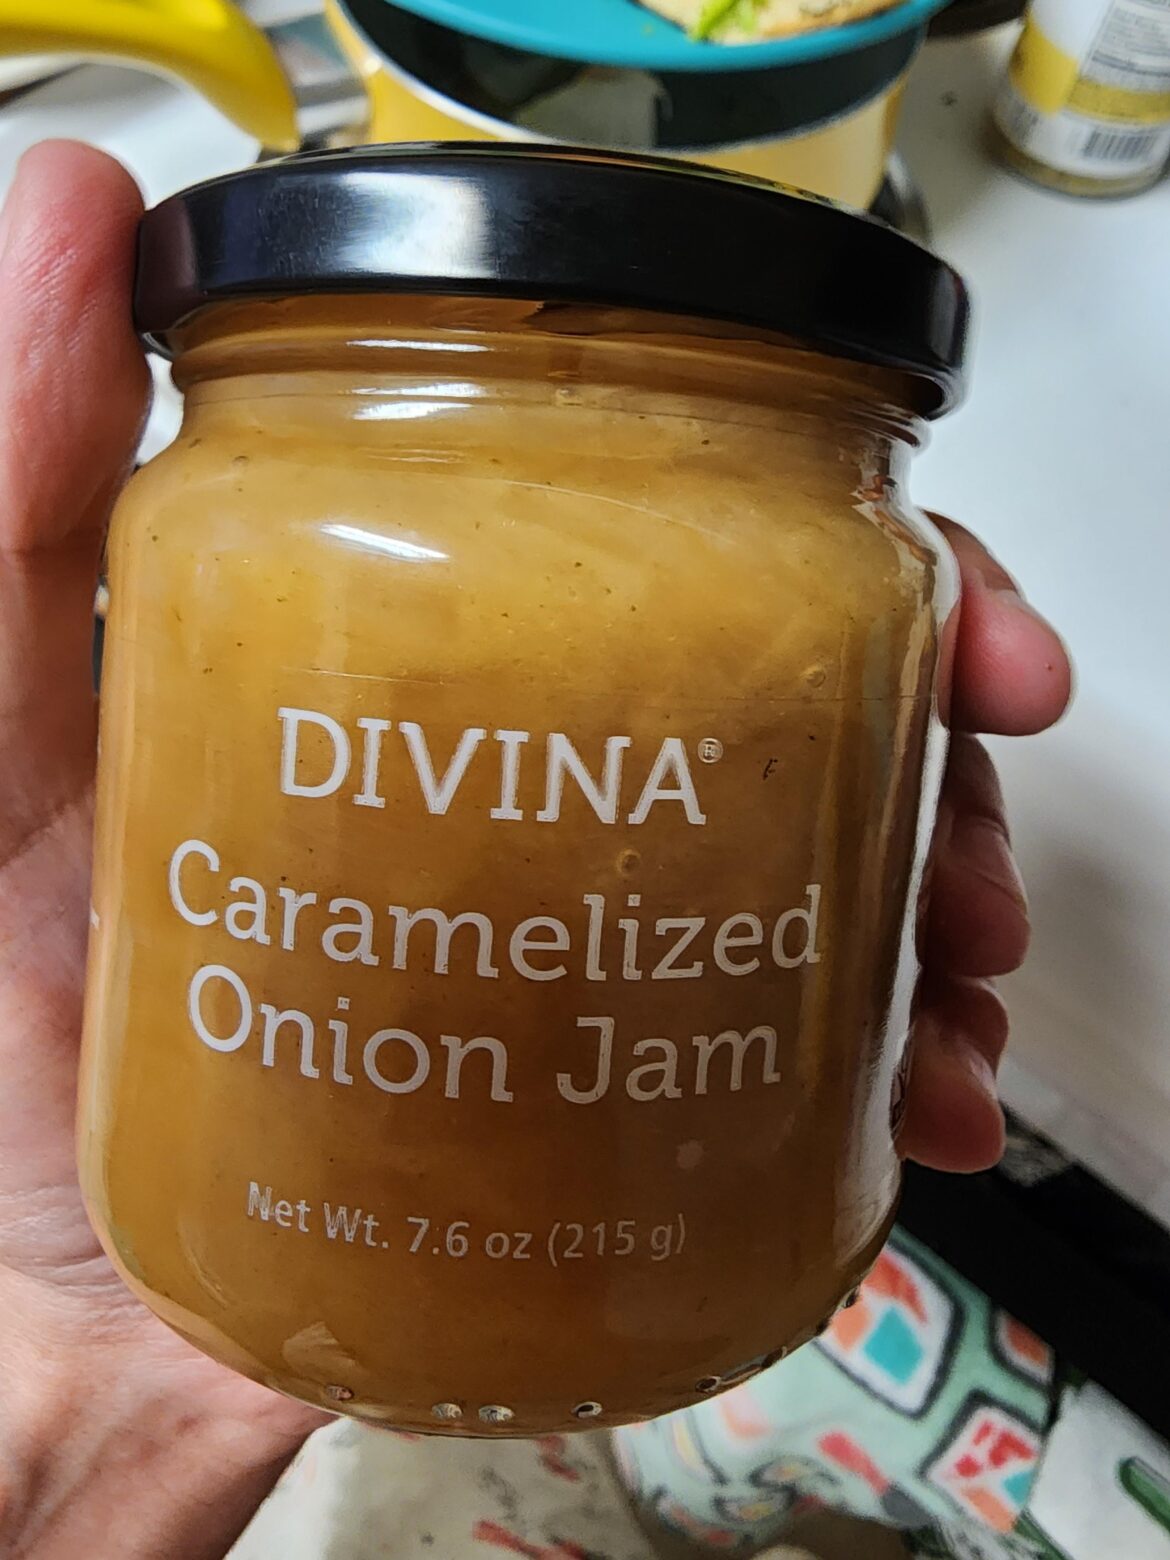 DIVINA®
Caramelized
Onion Jam
Net Wt. 7.6 oz (215 g)